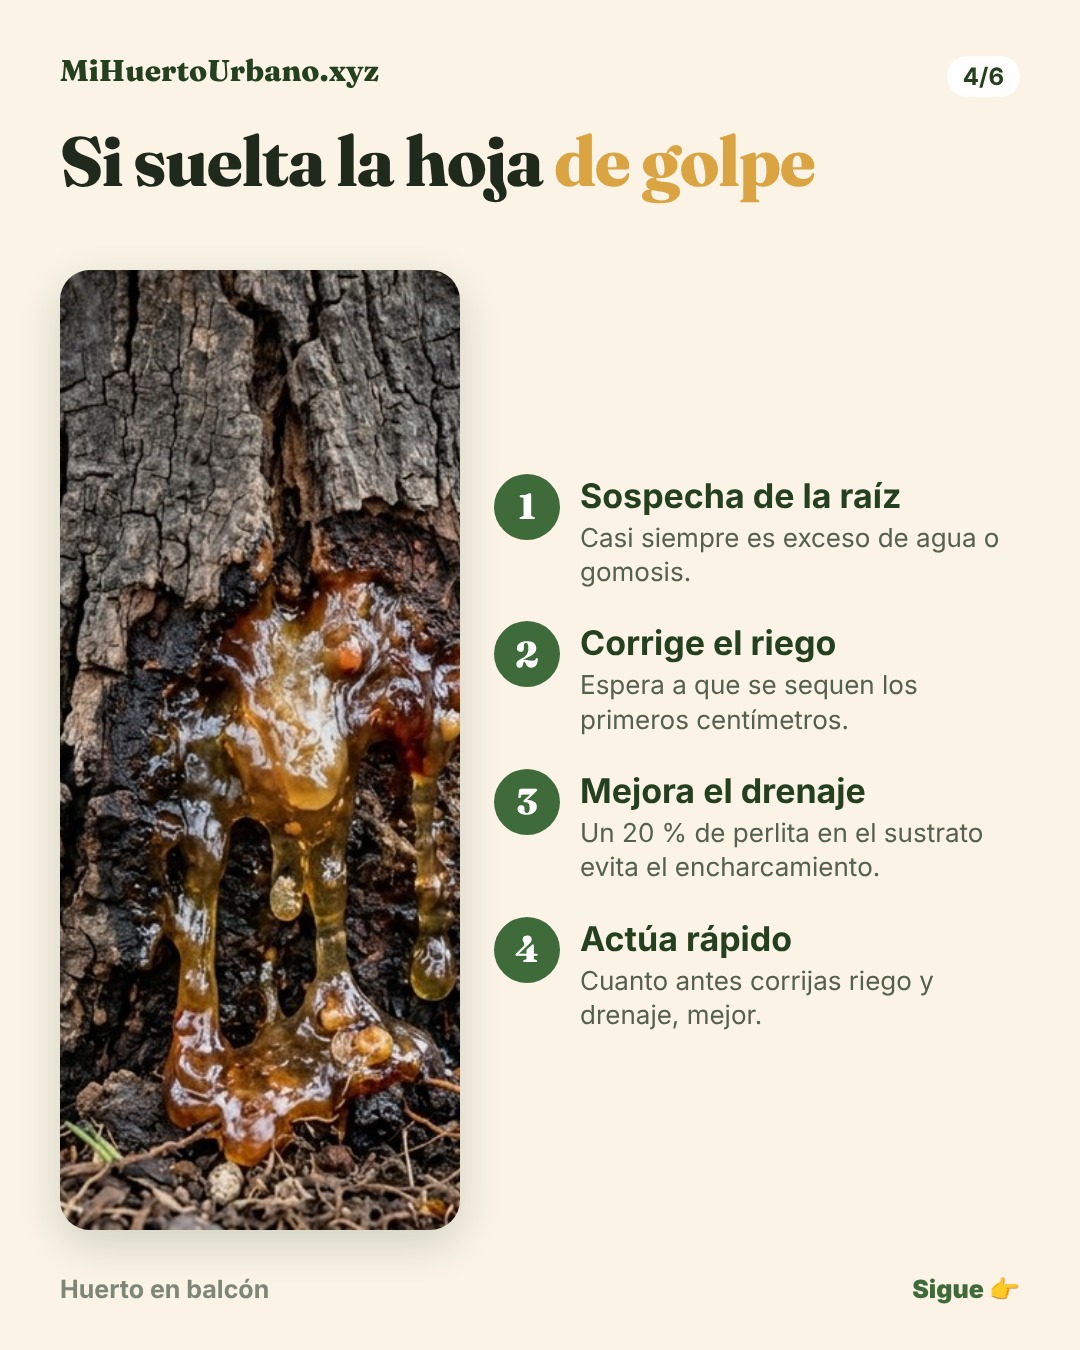 MiHuertoUrbano.xyz
4/6
Si suelta la hoja de golpe
1
Sospecha de la raíz
Casi siempre es exceso de agua o
gomosis.
2
Corrige el riego
Espera a que se sequen los
primeros centímetros.
3
Mejora el drenaje
Un 20 % de perlita en el sustrato
evita el encharcamiento.
4
Actúa rápido
Cuanto antes corrijas riego y
drenaje, mejor.
Huerto en balcón
Sigue 👉